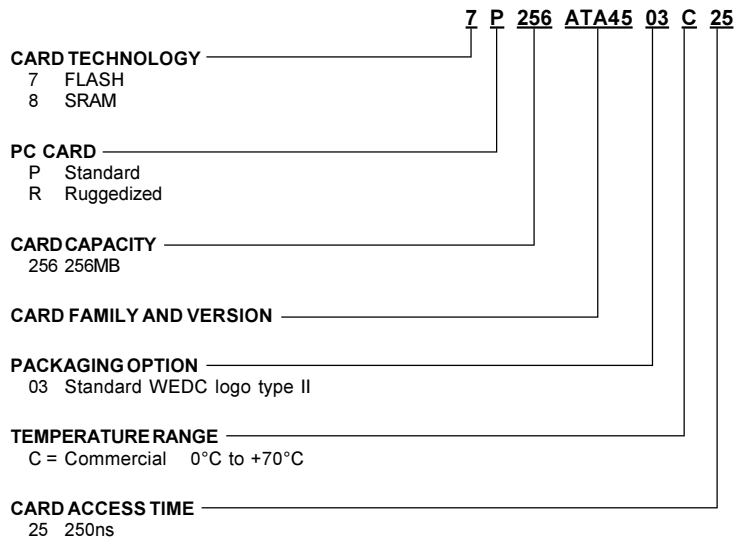 7 P 256 ATA45 03 C 25
CARD TECHNOLOGY
7 FLASH
8 SRAM
PC CARD
P Standard
R Ruggedized
CARD CAPACITY
256 256MB
CARD FAMILY AND VERSION
PACKAGING OPTION
03 Standard WEDC logo type II
TEMPERATURE RANGE
C = Commercial 0°C to +70°C
CARD ACCESS TIME
25 250ns